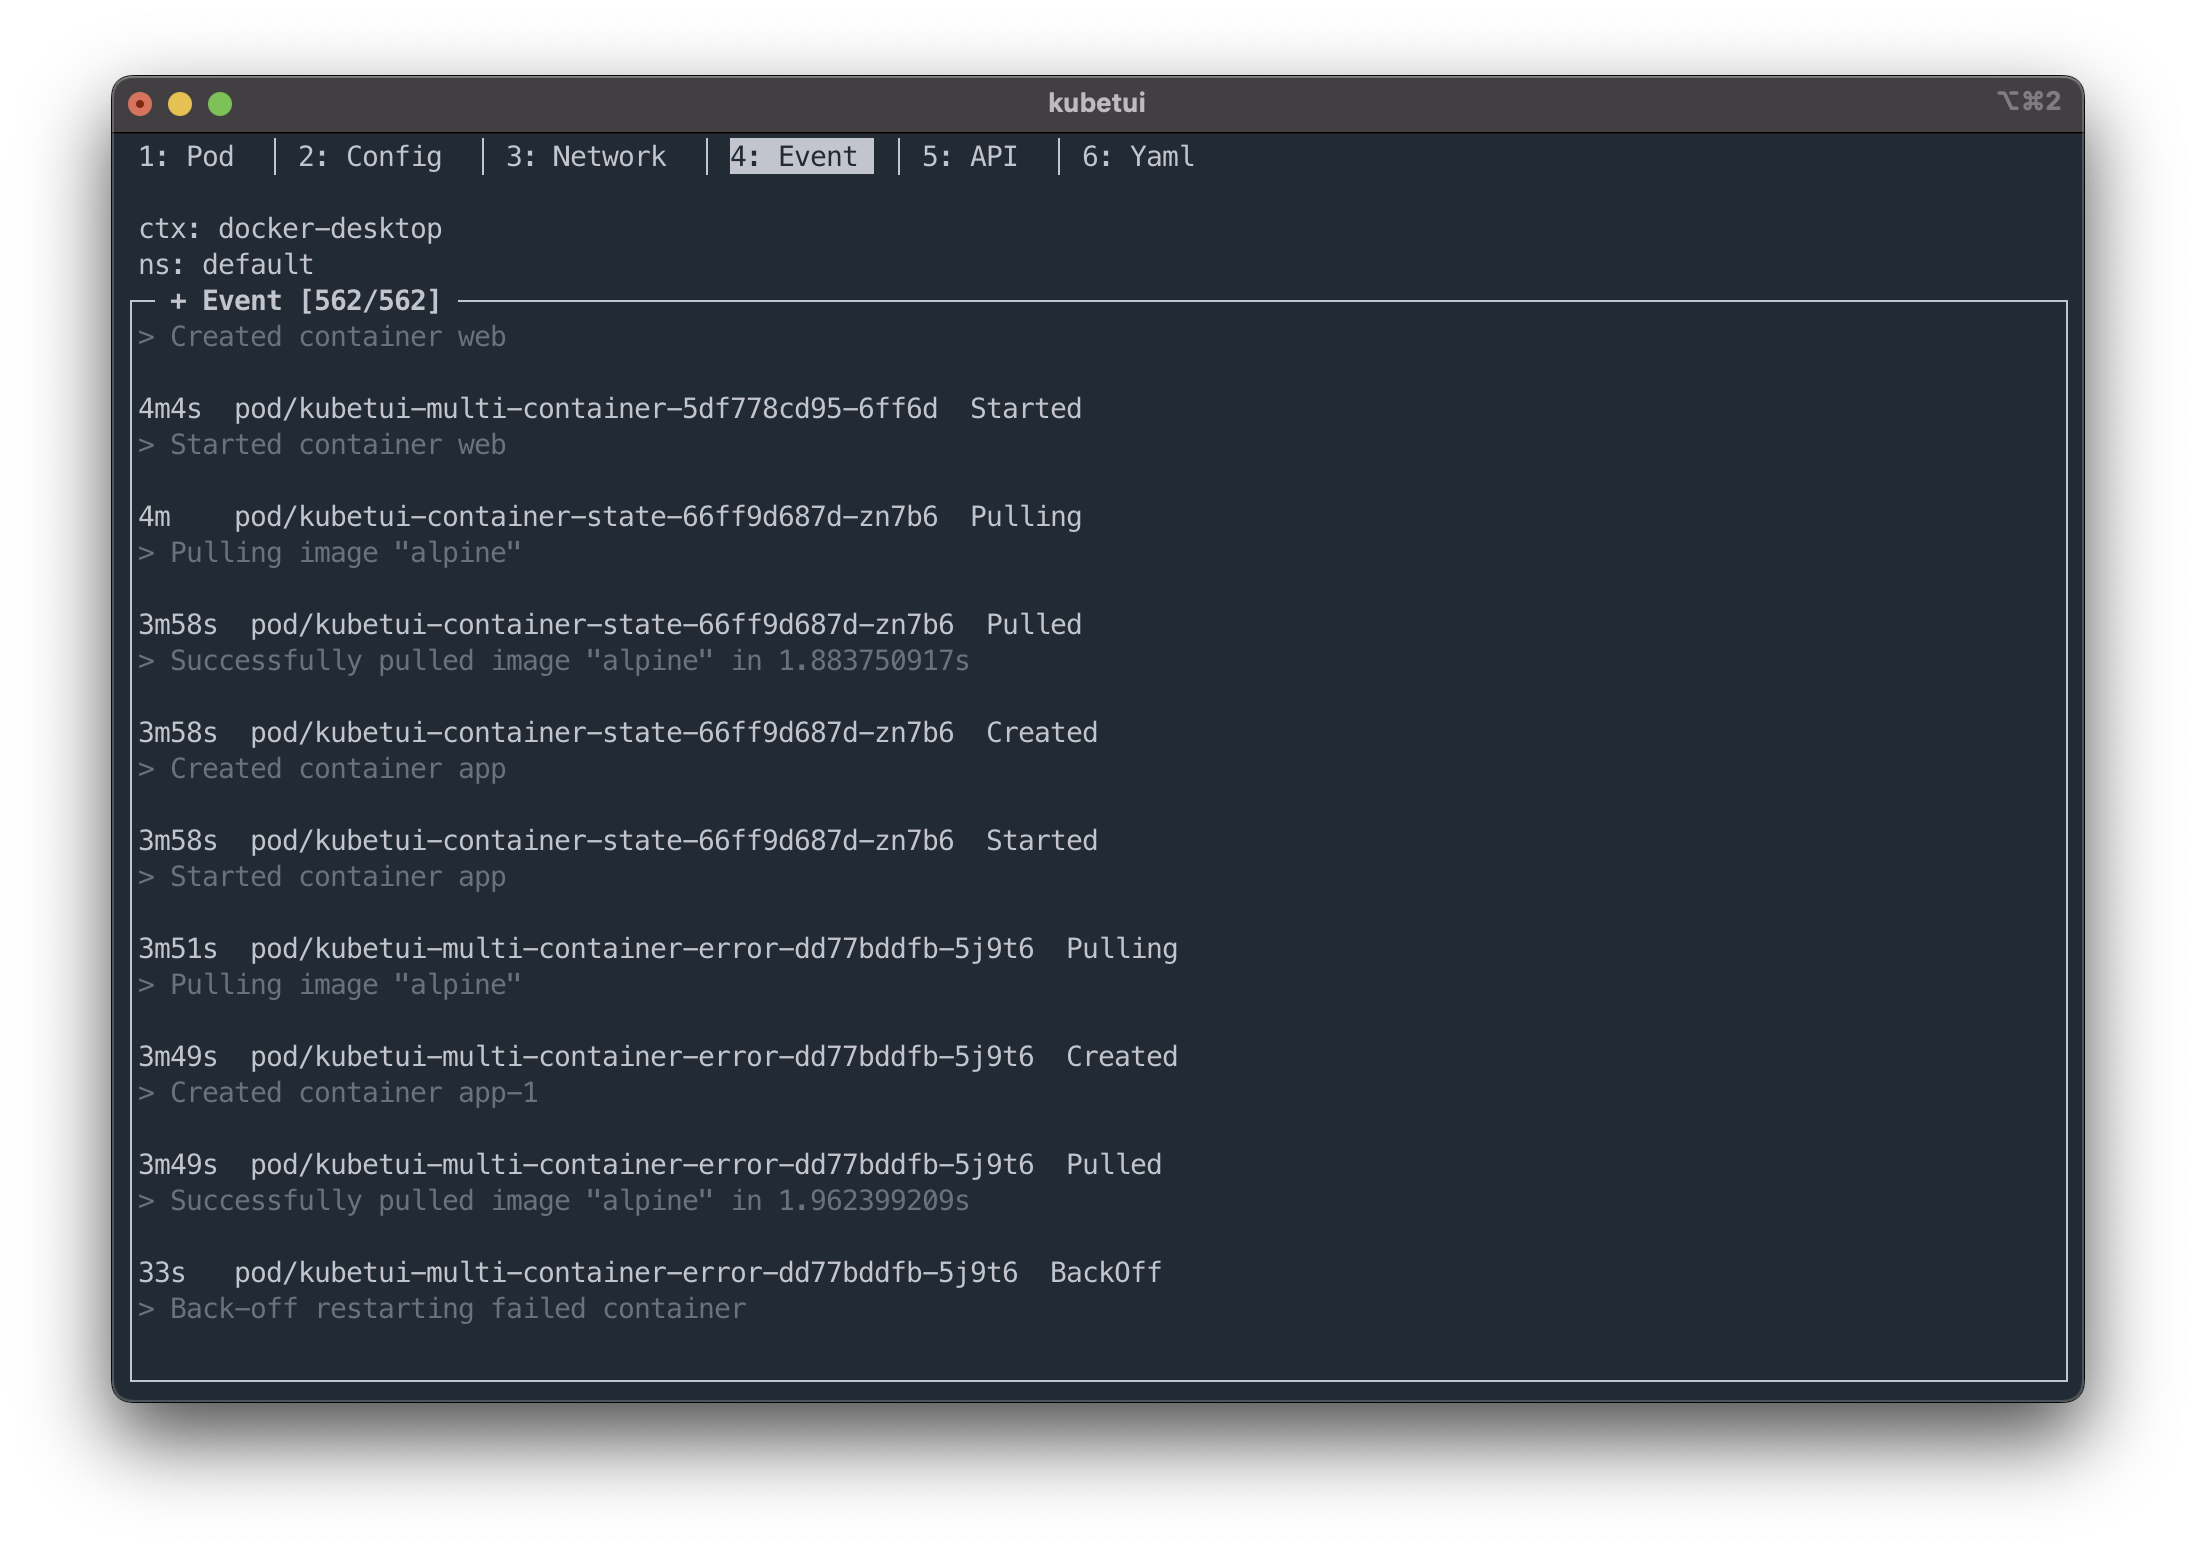 kubetui
⌥⌘2
1: Pod │ 2: Config │ 3: Network │ 4: Event │ 5: API │ 6: Yaml
ctx: docker-desktop
ns: default
+ Event [562/562]
> Created container web
4m4s  pod/kubetui-multi-container-5df778cd95-6ff6d  Started
> Started container web
4m    pod/kubetui-container-state-66ff9d687d-zn7b6  Pulling
> Pulling image "alpine"
3m58s  pod/kubetui-container-state-66ff9d687d-zn7b6  Pulled
> Successfully pulled image "alpine" in 1.883750917s
3m58s  pod/kubetui-container-state-66ff9d687d-zn7b6  Created
> Created container app
3m58s  pod/kubetui-container-state-66ff9d687d-zn7b6  Started
> Started container app
3m51s  pod/kubetui-multi-container-error-dd77bddfb-5j9t6  Pulling
> Pulling image "alpine"
3m49s  pod/kubetui-multi-container-error-dd77bddfb-5j9t6  Created
> Created container app-1
3m49s  pod/kubetui-multi-container-error-dd77bddfb-5j9t6  Pulled
> Successfully pulled image "alpine" in 1.962399209s
33s   pod/kubetui-multi-container-error-dd77bddfb-5j9t6  BackOff
> Back-off restarting failed container